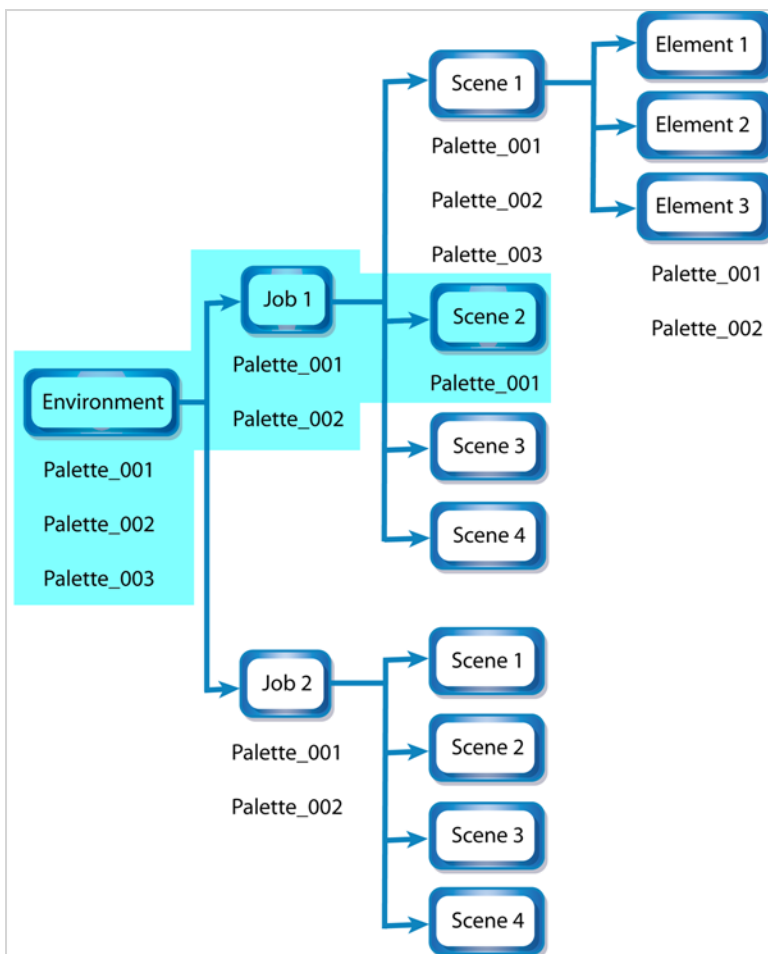 Environment
Palette_001
Palette_002
Palette_003
Job 1
Palette_001
Palette_002
Scene 1
Palette_001
Palette_002
Palette_003
Element 1
Element 2
Element 3
Palette_001
Palette_002
Scene 2
Palette_001
Scene 3
Scene 4
Job 2
Palette_001
Palette_002
Scene 1
Scene 2
Scene 3
Scene 4